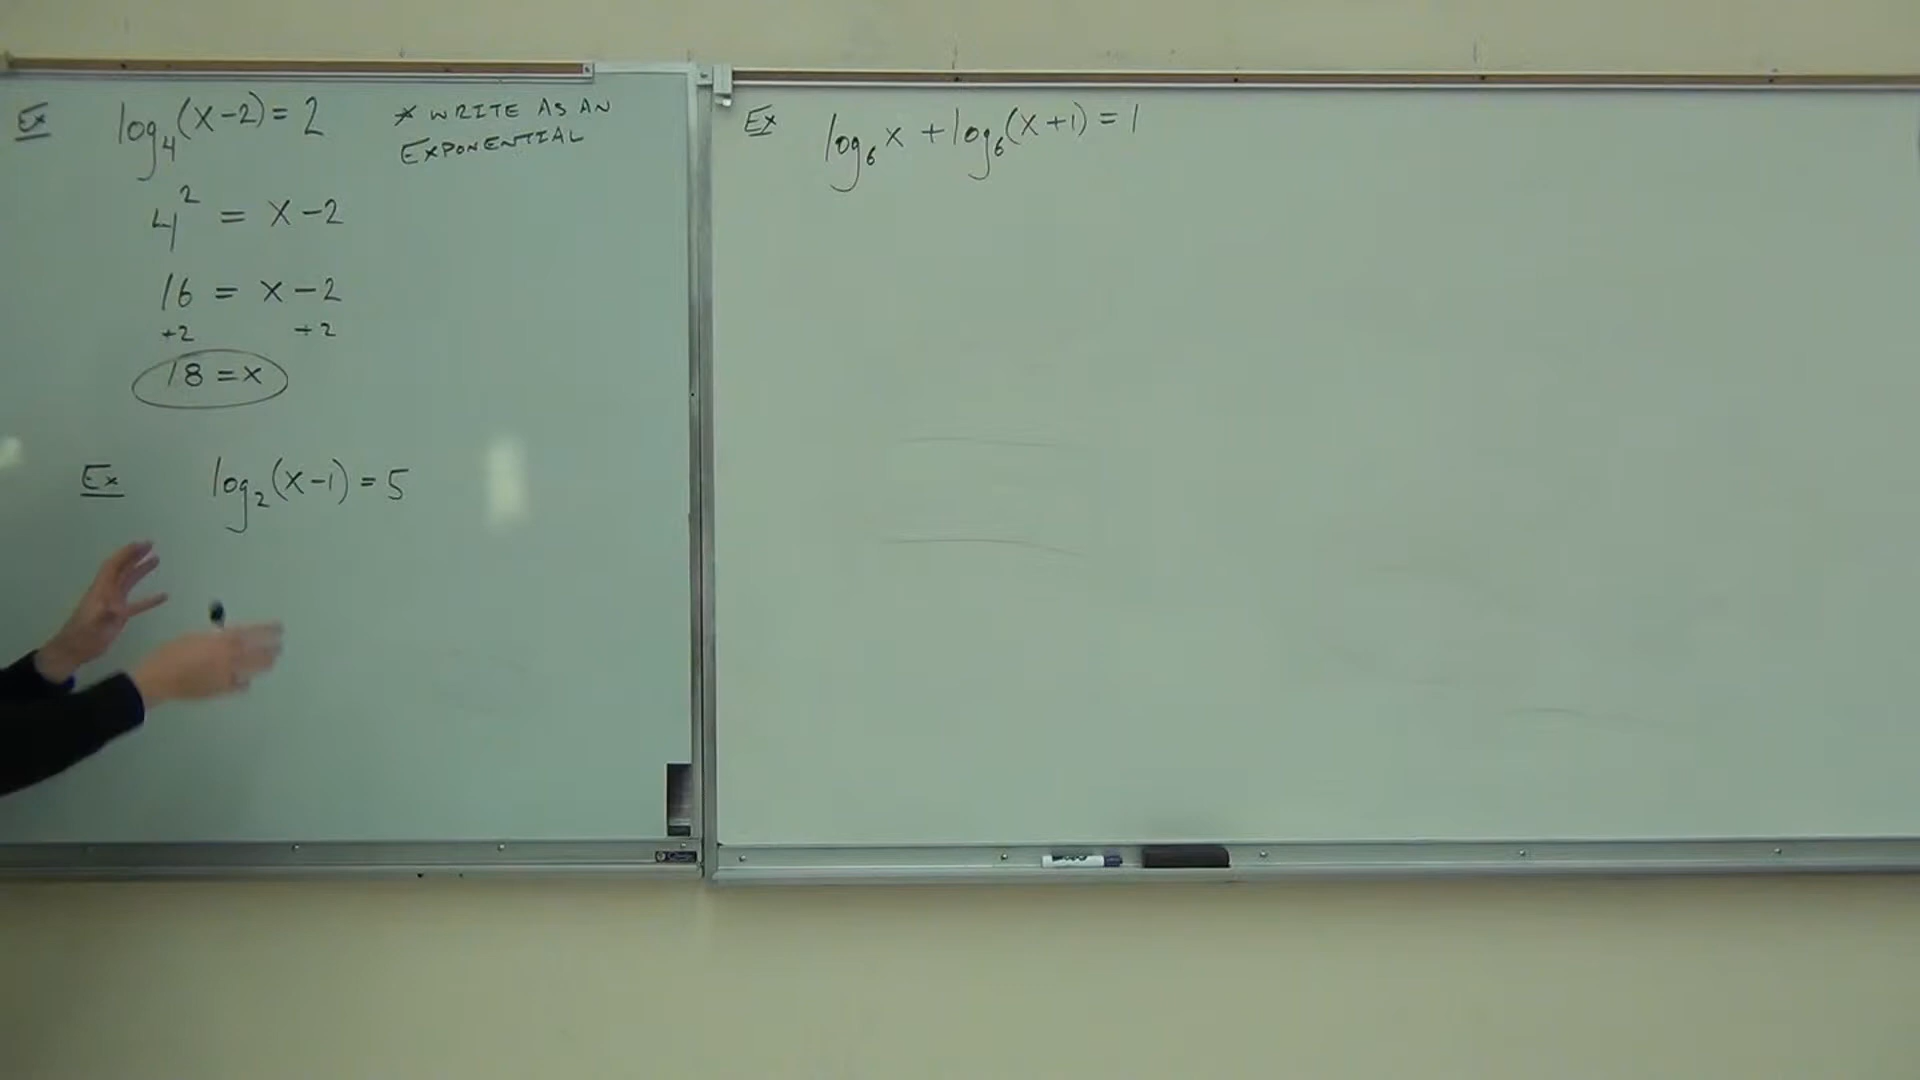 Ex log₄(x-2)=2 * WRITE AS AN
EXPONENTIAL
4² = x-2
16 = x-2
+2 +2
18=x
Ex log₂(x-1)=5
Ex log₆x+log₆(x+1)=1